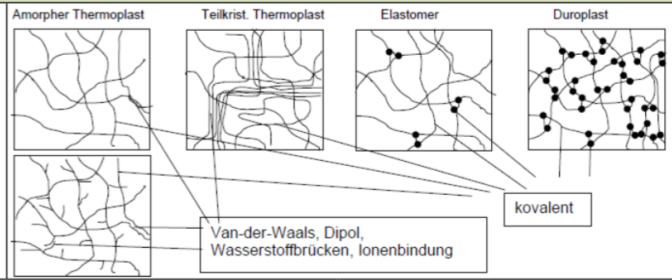 Amorpher Thermoplast
Teilkrist. Thermoplast
Elastomer
Duroplast
kovalent
Van-der-Waals, Dipol,
Wasserstoffbrücken, Ionenbindung